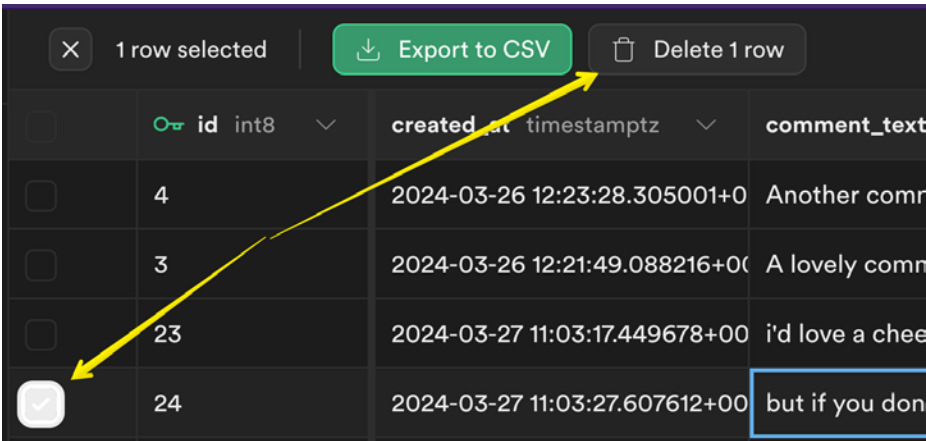 1 row selected Export to CSV Delete 1 row
id int8 created_at timestamptz comment_text
4 2024-03-26 12:23:28.305001+0 Another comm
3 2024-03-26 12:21:49.088216+00 A lovely comm
23 2024-03-27 11:03:17.449678+00 i'd love a chee
24 2024-03-27 11:03:27.607612+00 but if you don